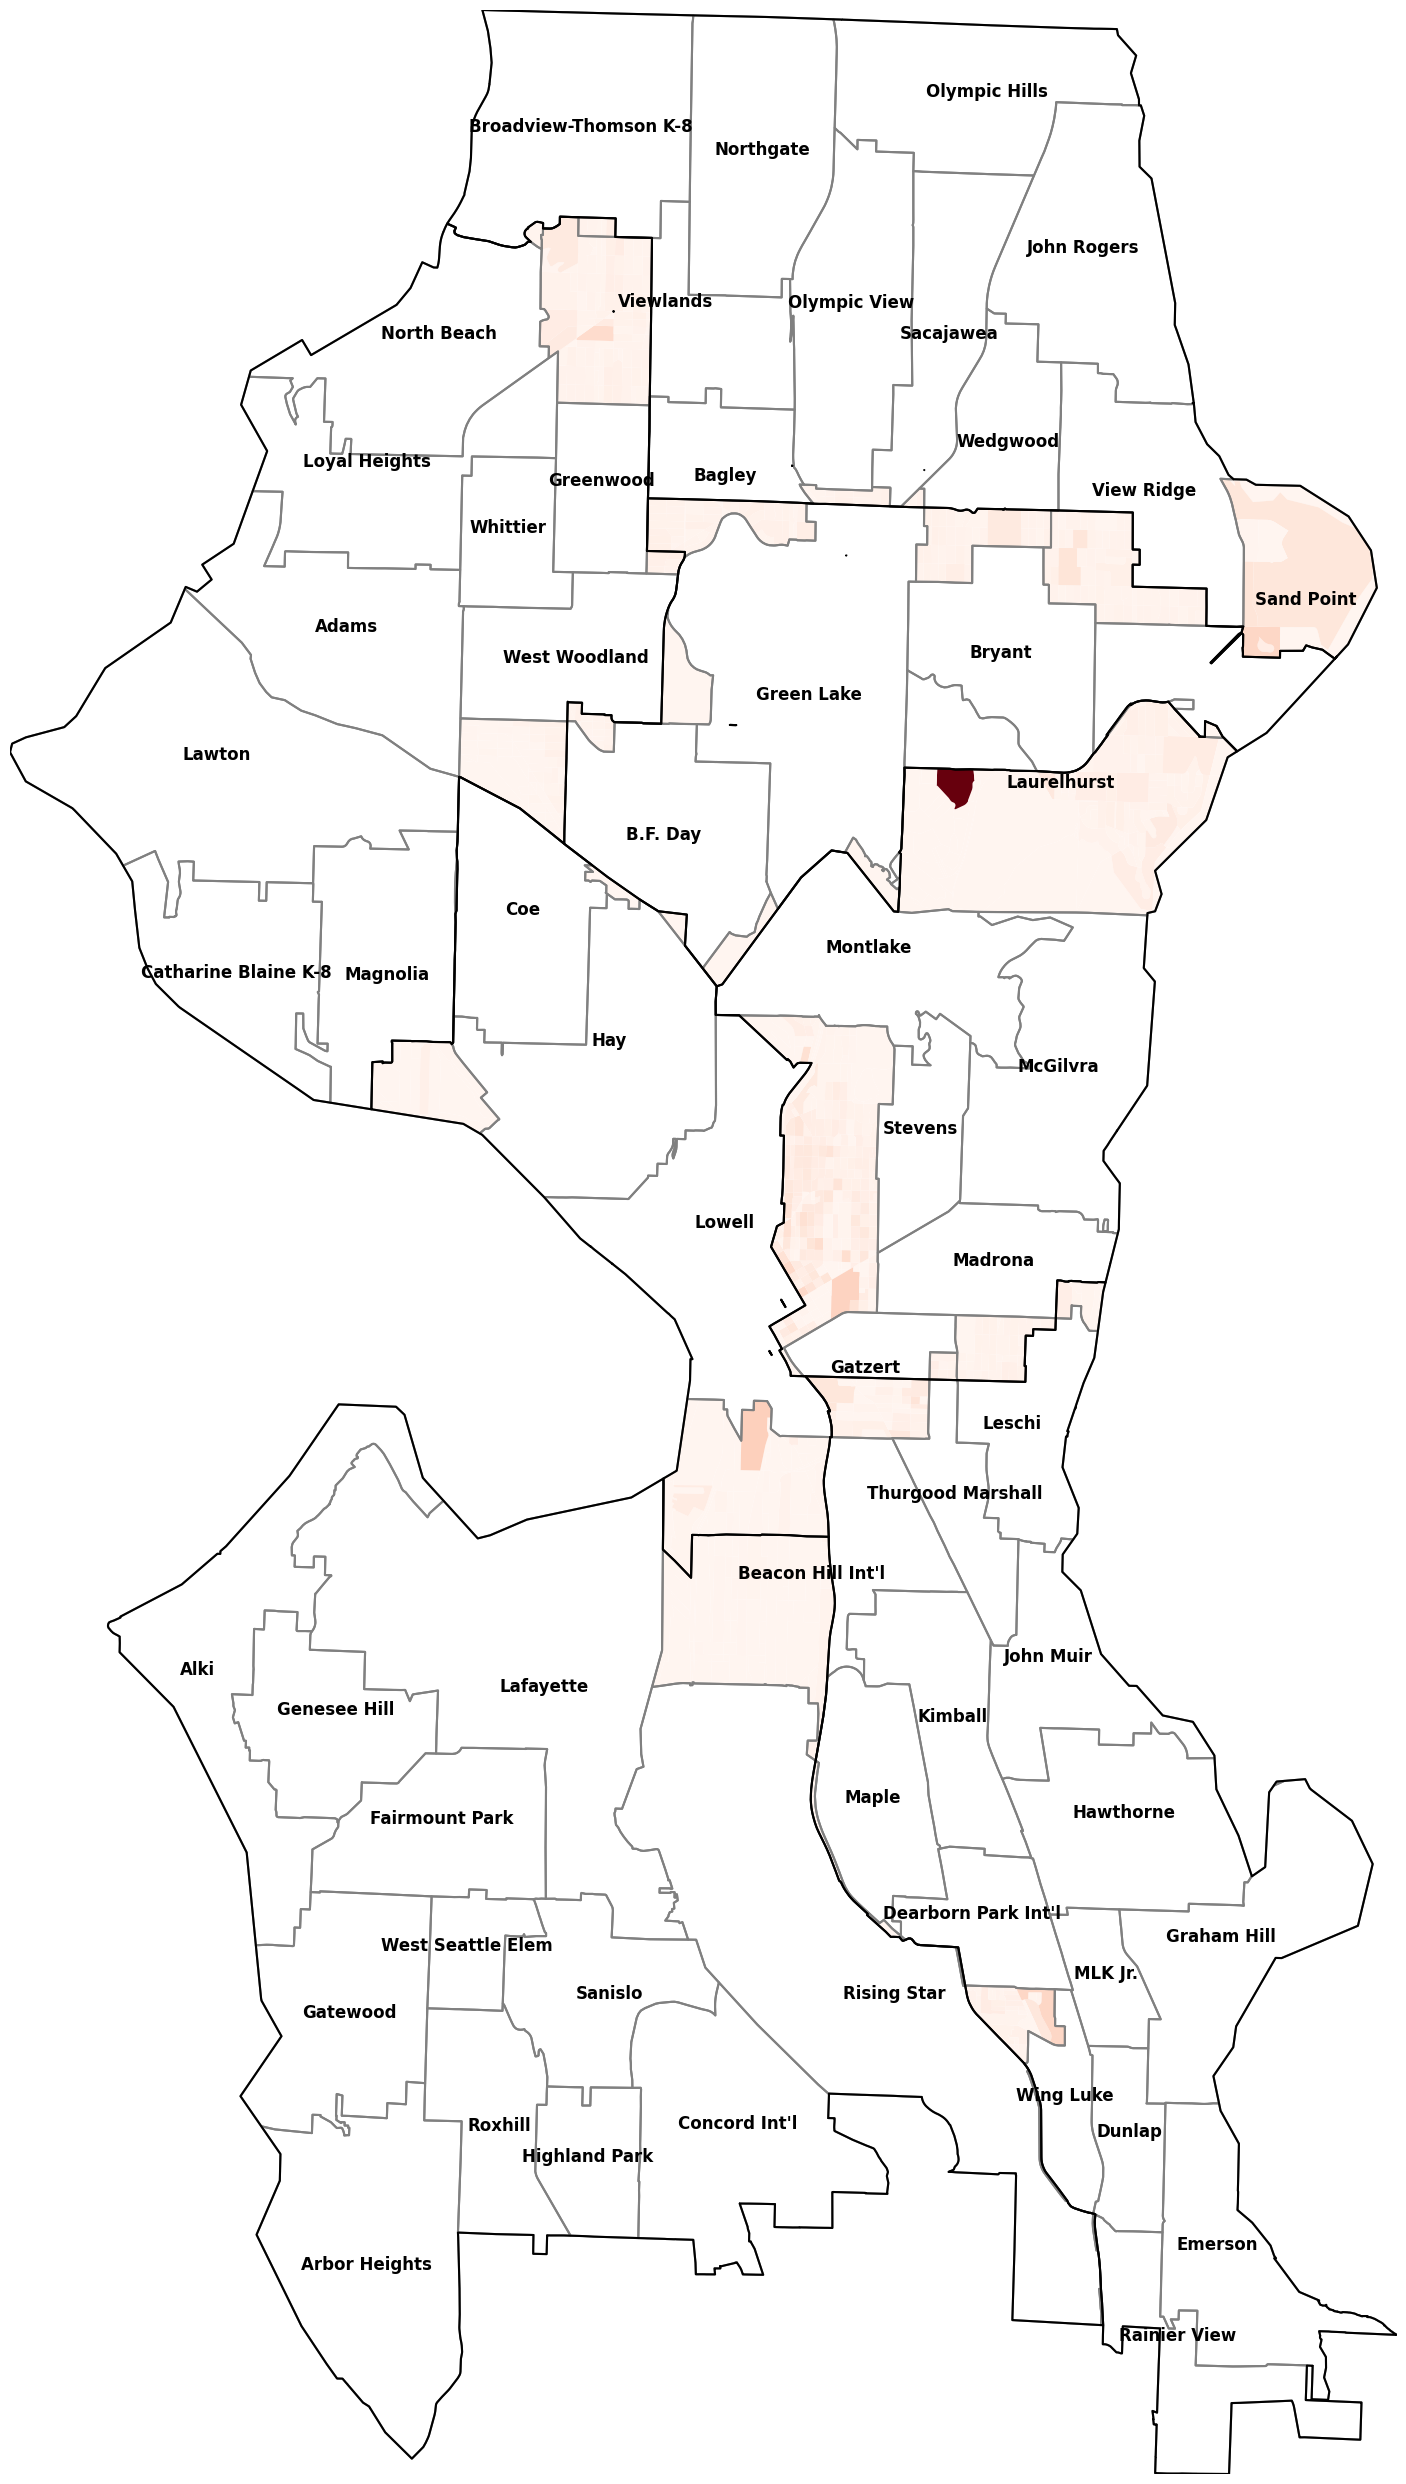 Olympic Hills
Broadview-Thomson K-8
Northgate
John Rogers
Viewlands
Olympic View
North Beach
Sacajawea
Wedgwood
Loyal Heights
Bagley
Greenwood
View Ridge
Whittier
Sand Point
Adams
Bryant
West Woodland
Green Lake
Lawton
Laurelhurst
B.F. Day
Coe
Montlake
Catharine Blaine K-8
Magnolia
Hay
McGilvra
Stevens
Lowell
Madrona
Gatzert
Leschi
Thurgood Marshall
Beacon Hill Int'l
John Muir
Alki
Lafayette
Genesee Hill
Kimball
Maple
Hawthorne
Fairmount Park
Dearborn Park Int'l
Graham Hill
West Seattle Elem
MLK Jr.
Sanislo
Rising Star
Gatewood
Wing Luke
Concord Int'l
Roxhill
Dunlap
Highland Park
Emerson
Arbor Heights
Rainier View